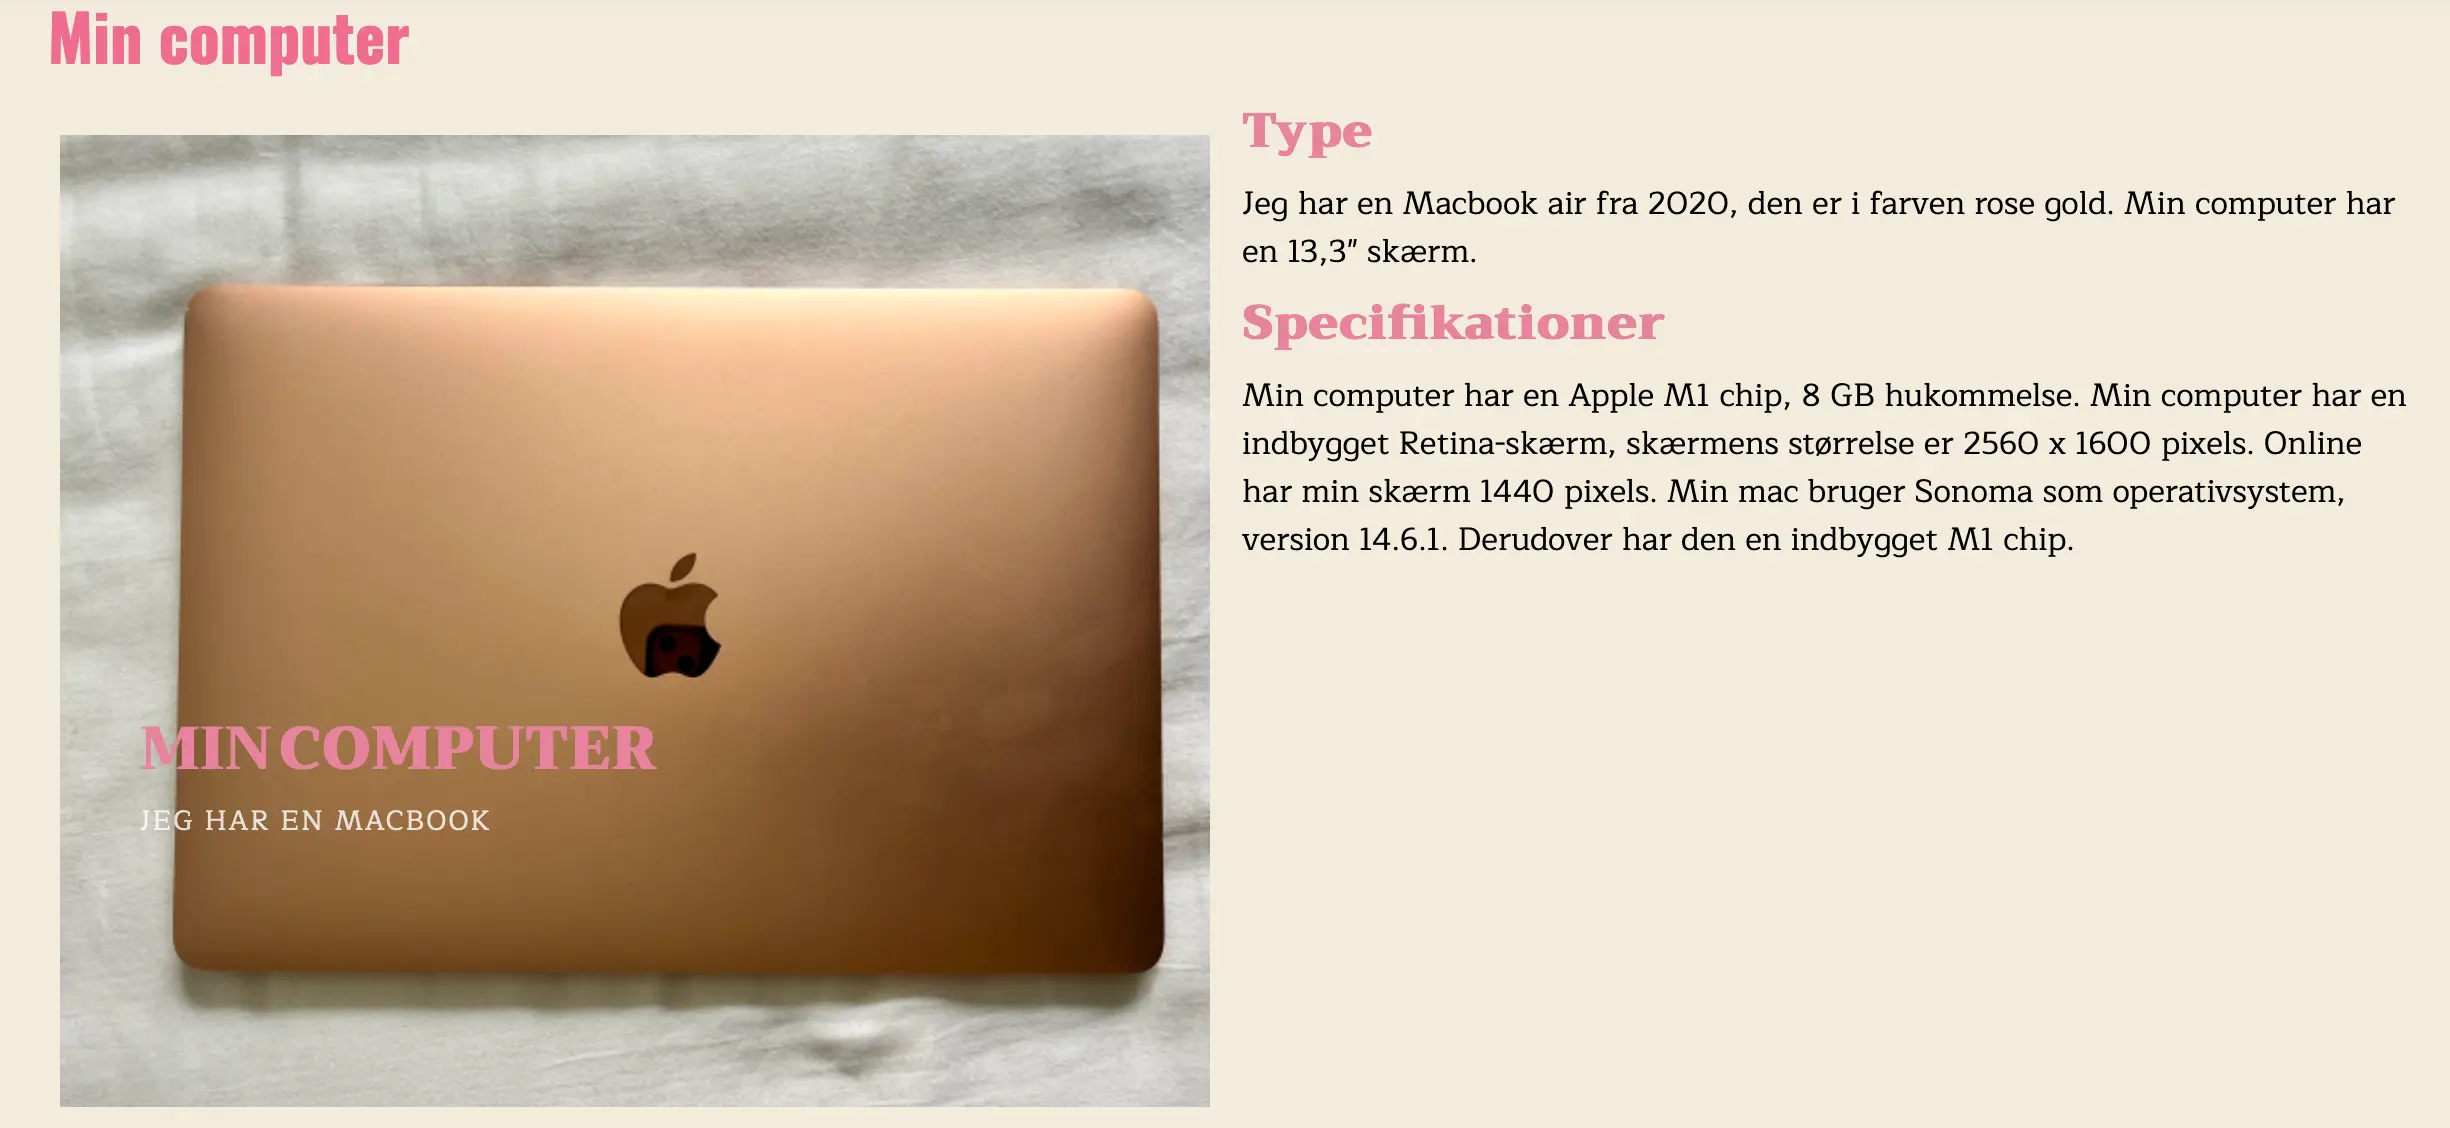 Min computer
MIN COMPUTER
JEG HAR EN MACBOOK
Type
Jeg har en Macbook air fra 2020, den er i farven rose gold. Min computer har
en 13,3" skærm.
Specifikationer
Min computer har en Apple M1 chip, 8 GB hukommelse. Min computer har en
indbygget Retina-skærm, skærmens størrelse er 2560 x 1600 pixels. Online
har min skærm 1440 pixels. Min mac bruger Sonoma som operativsystem,
version 14.6.1. Derudover har den en indbygget M1 chip.